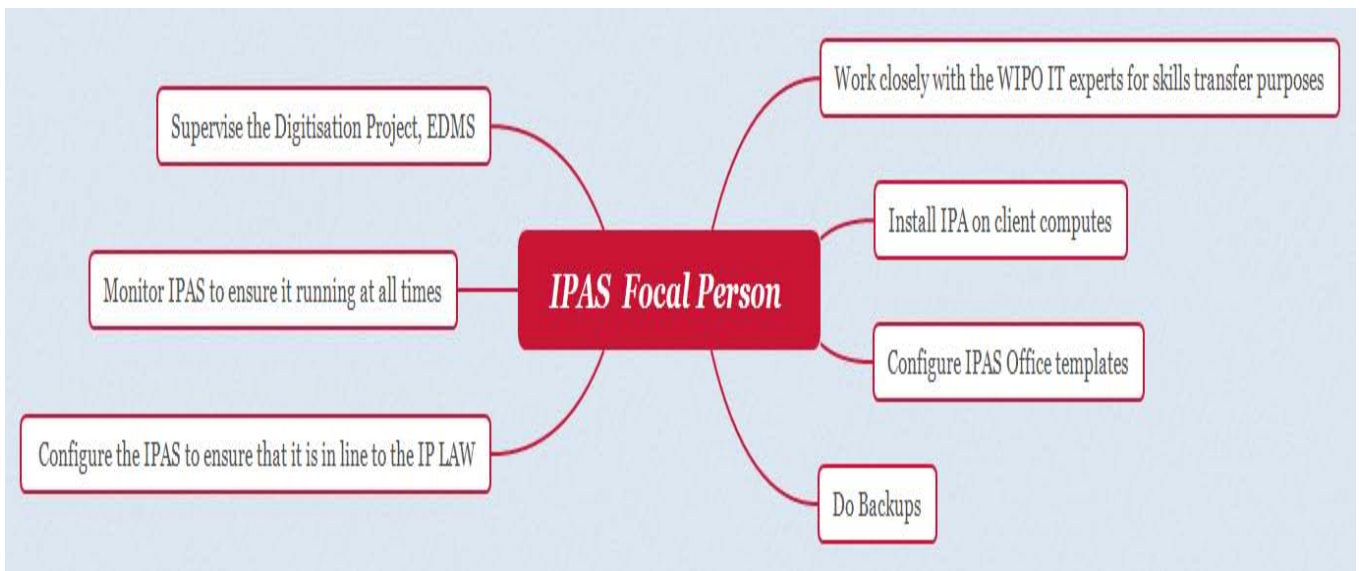 Work closely with the WIPO IT experts for skills transfer purposes
Supervise the Digitisation Project, EDMS
Install IPA on client computes
IPAS Focal Person
Monitor IPAS to ensure it running at all times
Configure IPAS Office templates
Configure the IPAS to ensure that it is in line to the IP LAW
Do Backups